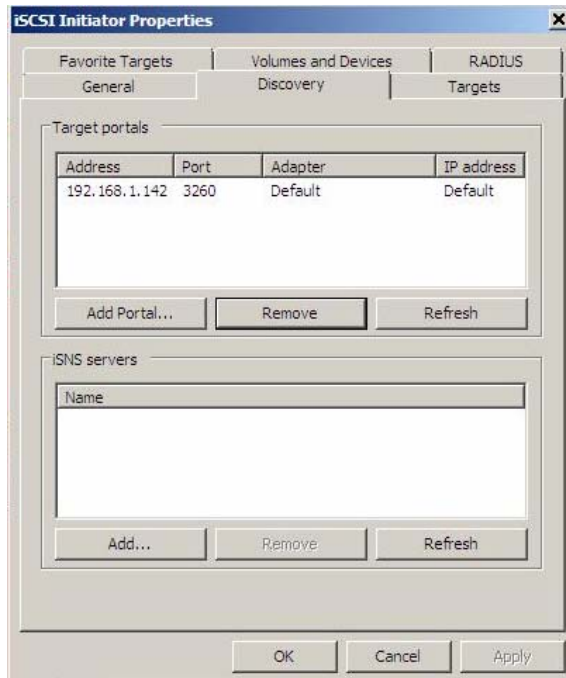 iSCSI Initiator Properties
Favorite Targets Volumes and Devices RADIUS
General Discovery Targets
Target portals
Address Port Adapter IP address
192.168.1.142 3260 Default Default
Add Portal... Remove Refresh
iSNS servers
Name
Add... Remove Refresh
OK Cancel Apply